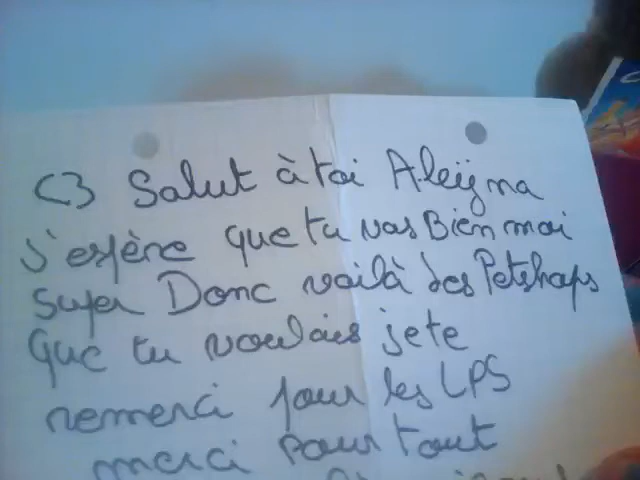 <3 Salut à toi Aleÿna
j'espère que tu vas Bien moi
super Donc voilà des Petshops
Que tu voulais je te
remerci pour les LPS
merci pour tout